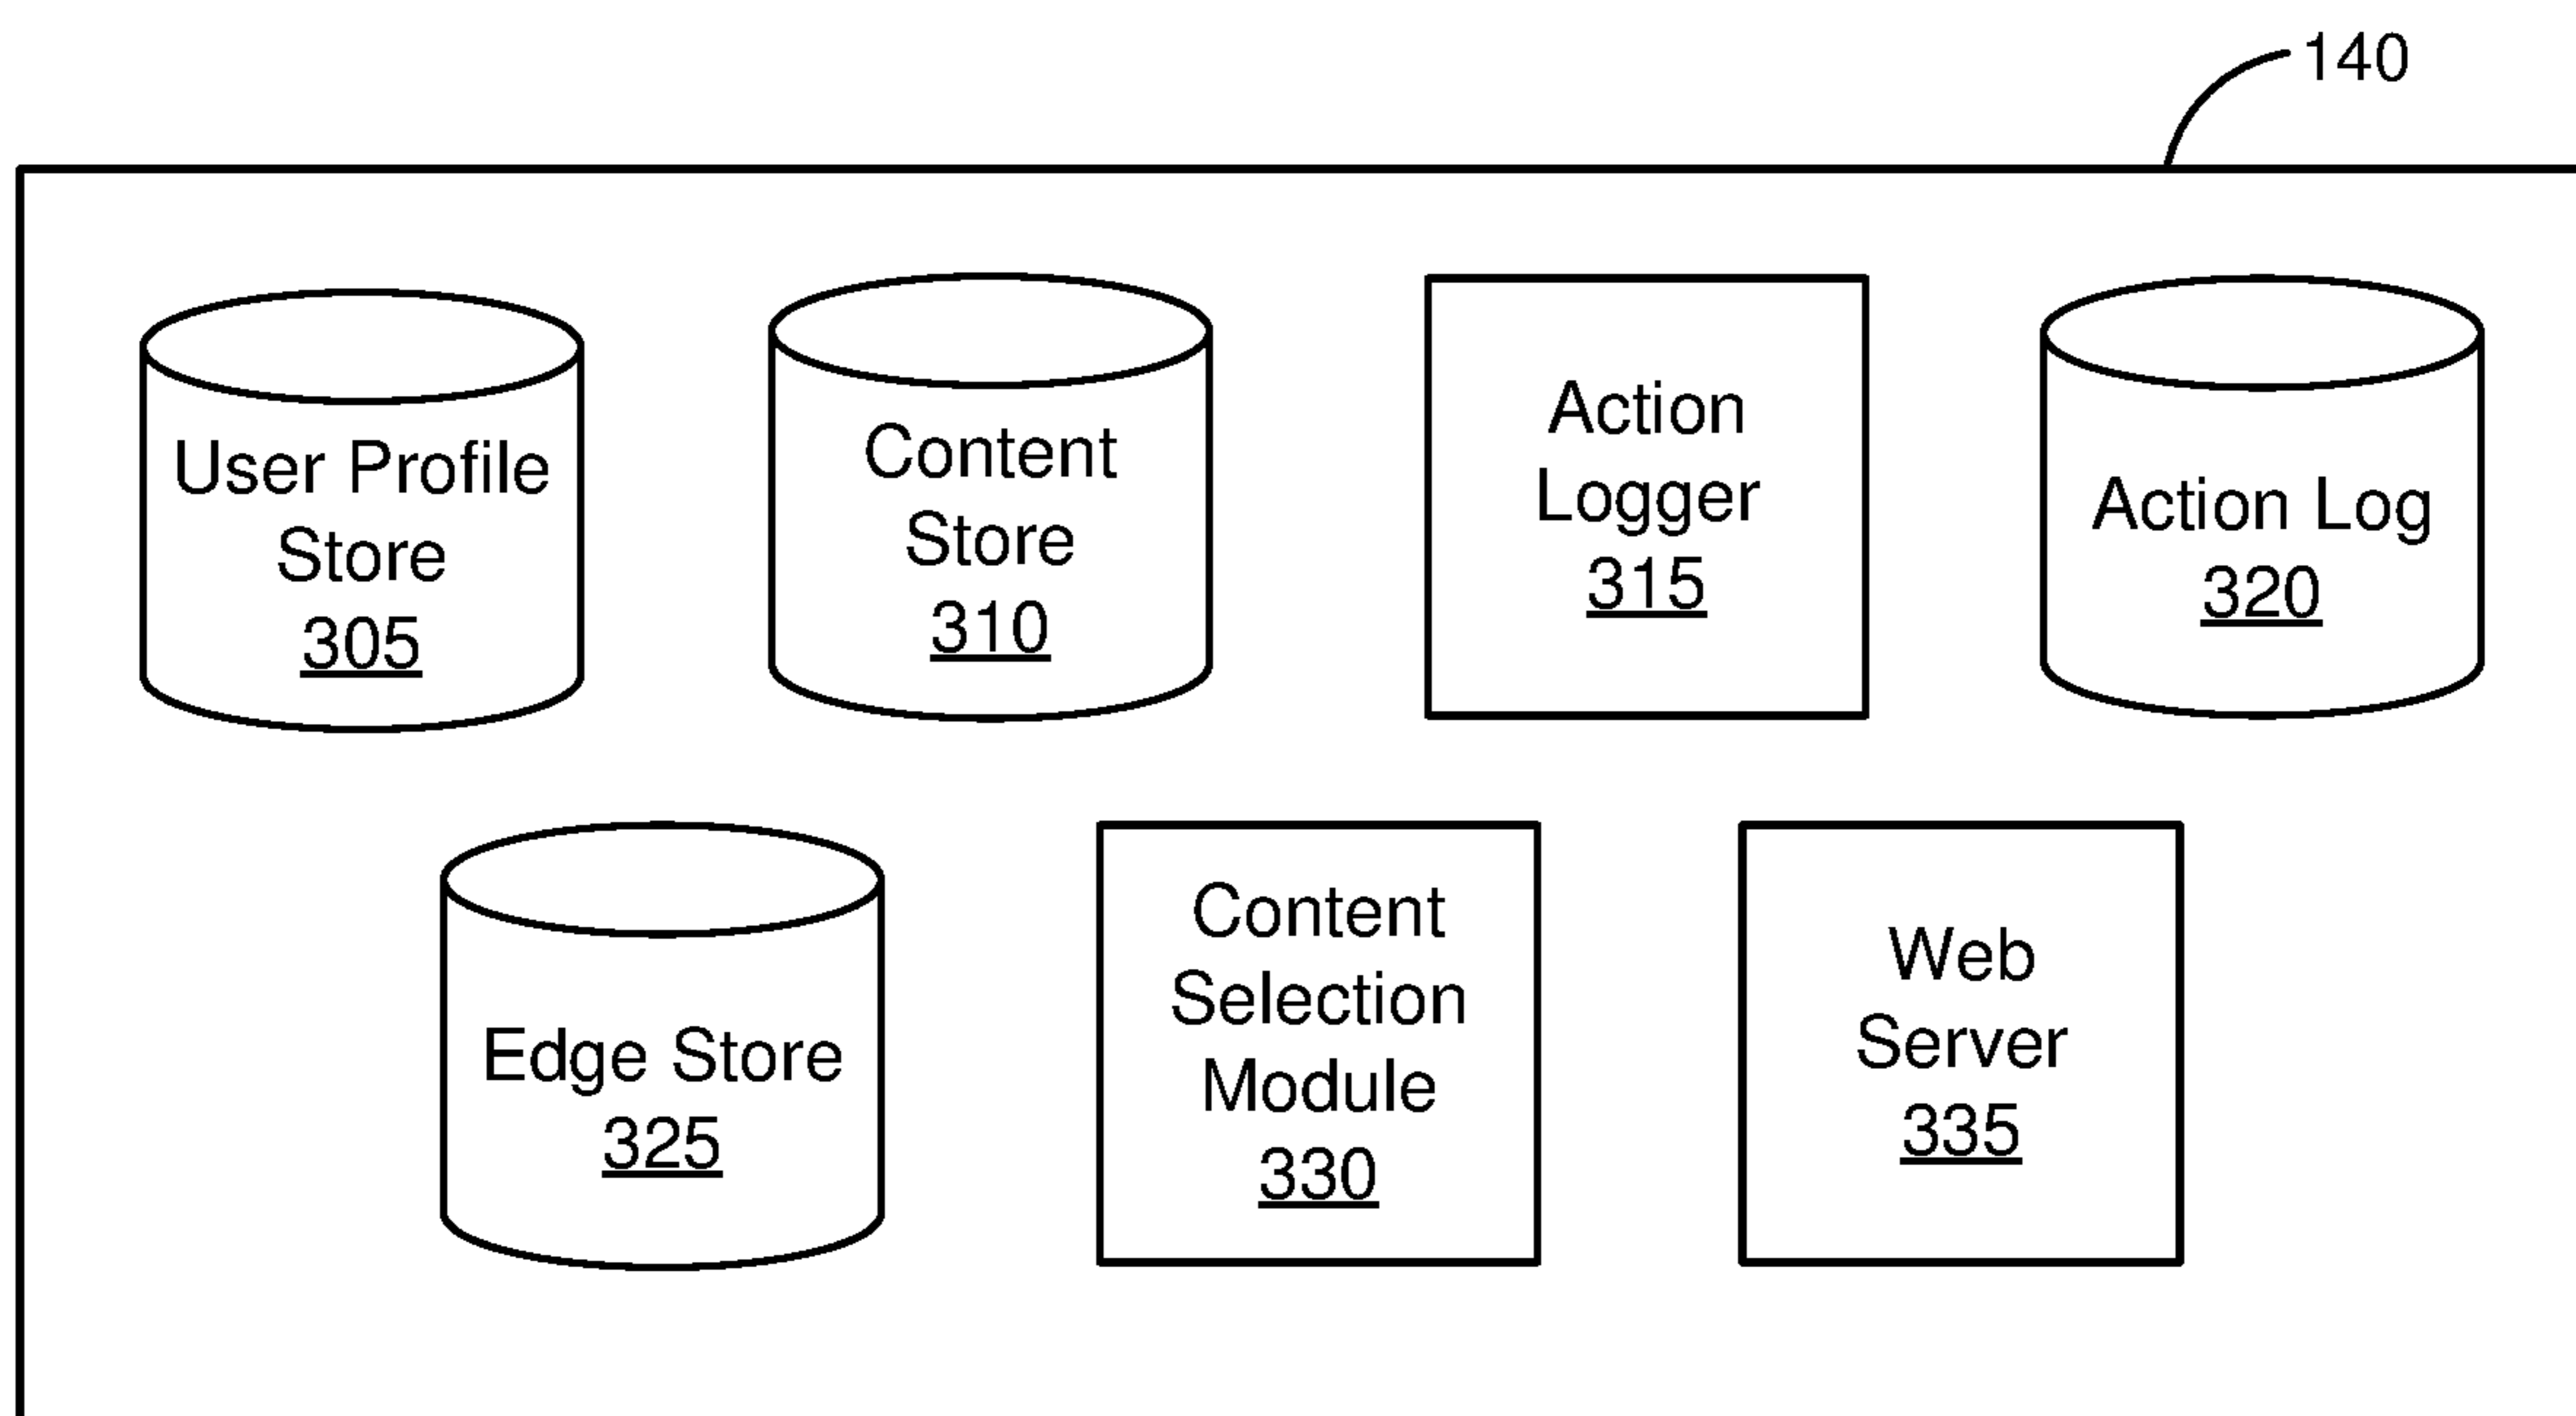 140
User Profile
Store
305
Content
Store
310
Action
Logger
315
Action Log
320
Edge Store
325
Content
Selection
Module
330
Web
Server
335